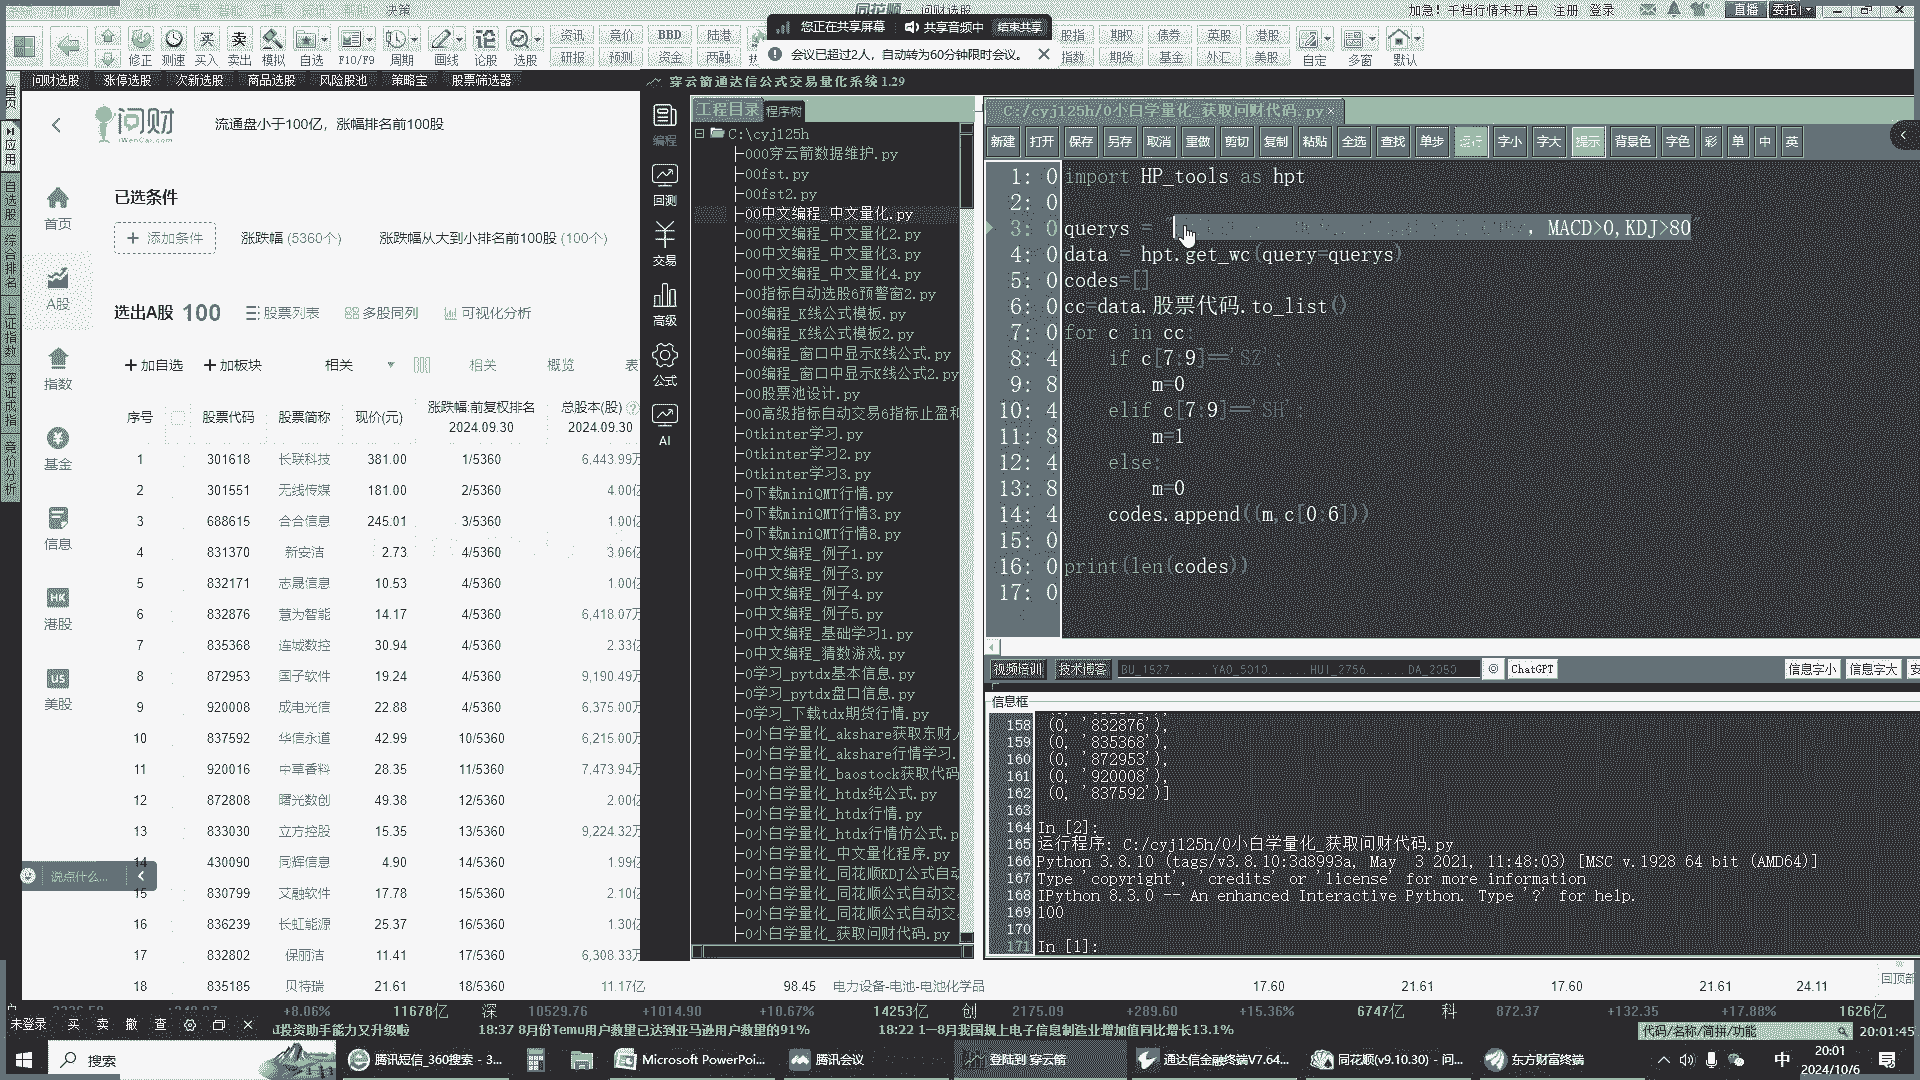 决策
同花顺 - 问财选股
加急！千档行情未开启
注册
登录
直播
委托
您正在共享屏幕
共享音频中
结束共享
会议已超过2人，自动转为60分钟限时会议。
修正
测速
买入
卖出
模拟
自选
F10/F9
周期
画线
论股
选股
资讯
竞价
BBD
陆港
研报
预测
资金
两融
股指
期权
债券
英股
港股
指数
期货
基金
外汇
美股
自定
多窗
默认
问财选股
涨停选股
次新选股
商品选股
风险股池
策略宝
股票筛选器
穿云箭通达信公式交易量化系统1.29
首页
应用
自选股
综合排名
上证指数
深证成指
竞价分析
问财
iWenCai.com
流通盘小于100亿，涨幅排名前100股
首页
A股
指数
基金
信息
港股
美股
已选条件
+ 添加条件
涨跌幅 (5360个)
涨跌幅从大到小排名前100股 (100个)
选出A股 100
股票列表
多股同列
可视化分析
+加自选
+加板块
相关
相关
概览
表
序号
股票代码
股票简称
现价(元)
涨跌幅:前复权排名
2024.09.30
总股本(股)
2024.09.30
1 301618 长联科技 381.00 1/5360 6,443.99万
2 301551 无线传媒 181.00 2/5360 4.00亿
3 688615 合合信息 245.01 3/5360 1.00亿
4 831370 新安洁 2.73 4/5360 3.06亿
5 832171 志晟信息 10.53 4/5360 1.00亿
6 832876 慧为智能 14.17 4/5360 6,418.07万
7 835368 连城数控 30.94 4/5360 2.33亿
8 872953 国子软件 19.24 4/5360 9,190.49万
9 920008 成电光信 22.88 4/5360 6,375.00万
10 837592 华信永道 42.99 10/5360 6,215.00万
11 920016 中草香料 28.35 11/5360 7,473.94万
12 872808 曙光数创 49.38 12/5360 2.00亿
13 833030 立方控股 15.35 13/5360 9,224.32万
14 430090 同辉信息 4.90 14/5360 1.99亿
15 830799 艾融软件 17.78 15/5360 2.10亿
16 836239 长虹能源 25.37 16/5360 1.30亿
17 832802 保丽洁 11.41 17/5360 6,308.33万
18 835185 贝特瑞 21.61 18/5360 11.17亿 98.45 电力设备-电池-电池化学品 17.60 21.61 17.60 21.61 24.11
说点什么...
编程
回测
交易
高级
公式
AI
工程目录
程序树
C:\cyj125h
000穿云箭数据维护.py
00fst.py
00fst2.py
00中文编程_中文量化.py
00中文编程_中文量化2.py
00中文编程_中文量化3.py
00中文编程_中文量化4.py
00指标自动选股6预警窗2.py
00编程_K线公式模板.py
00编程_K线公式模板2.py
00编程_窗口中显示K线公式.py
00编程_窗口中显示K线公式2.py
00股票池设计.py
00高级指标自动交易6指标止盈和
0tkinter学习.py
0tkinter学习2.py
0tkinter学习3.py
0下载miniQMT行情.py
0下载miniQMT行情3.py
0下载miniQMT行情8.py
0中文编程_例子1.py
0中文编程_例子3.py
0中文编程_例子4.py
0中文编程_例子5.py
0中文编程_基础学习1.py
0中文编程_猜数游戏.py
0学习_pytdx基本信息.py
0学习_pytdx盘口信息.py
0学习_下载tdx期货行情.py
0小白学量化_akshare获取东财人
0小白学量化_akshare行情学习.
0小白学量化_baostock获取代码
0小白学量化_htdx纯公式.py
0小白学量化_htdx行情.py
0小白学量化_htdx行情仿公式.p
0小白学量化_中文量化程序.py
0小白学量化_同花顺KDJ公式自动
0小白学量化_同花顺公式自动交
0小白学量化_同花顺公式自动交
0小白学量化_获取问财代码.py
C:/cyj125h/0小白学量化_获取问财代码.py×
新建 打开 保存 另存 取消 重做 剪切 复制 粘贴 全选 查找 单步 运行 字小 字大 提示 背景色 字色 彩 单 中 英
1: 0 import HP_tools as hpt
2: 0
3: 0 querys = " , MACD>0,KDJ>80"
4: 0 data = hpt.get_wc(query=querys)
5: 0 codes=[]
6: 0 cc=data.股票代码.to_list()
7: 0 for c in cc:
8: 4 if c[7:9]=='SZ':
9: 8 m=0
10: 4 elif c[7:9]=='SH':
11: 8 m=1
12: 4 else:
13: 8 m=0
14: 4 codes.append((m,c[0:6]))
15: 0
16: 0 print(len(codes))
17: 0
视频培训
技术博客
BU_1527......YAO_5010......HUI_2756......DA_2050
ChatGPT
信息字小
信息字大
信息框
158 (0, '832876'),
159 (0, '835368'),
160 (0, '872953'),
161 (0, '920008'),
162 (0, '837592')]
163
164 In [2]:
165 运行程序: C:/cyj125h/0小白学量化_获取问财代码.py
166 Python 3.8.10 (tags/v3.8.10:3d8993a, May 3 2021, 11:48:03) [MSC v.1928 64 bit (AMD64)]
167 Type 'copyright', 'credits' or 'license' for more information
168 IPython 8.3.0 -- An enhanced Interactive Python. Type '?' for help.
169 100
170
171 In [1]:
回顶部
+8.06% 11678亿 深 10529.76 +1014.90 +10.67% 14253亿 创 2175.09 +289.60 +15.36% 6747亿 科 872.37 +132.35 +17.88% 1626亿
未登录 买 卖 撤 查
投资助手能力又升级啦
18:37 8月份Temu用户数量已达到亚马逊用户数量的91%
18:22 1—8月我国规上电子信息制造业增加值同比增长13.1%
代码/名称/简拼/功能
20:01:45
搜索
腾讯短信_360搜索 - 3...
Microsoft PowerPoi...
腾讯会议
登陆到 穿云箭
通达信金融终端V7.64...
同花顺(v9.10.30) - 问...
东方财富终端
中
20:01
2024/10/6